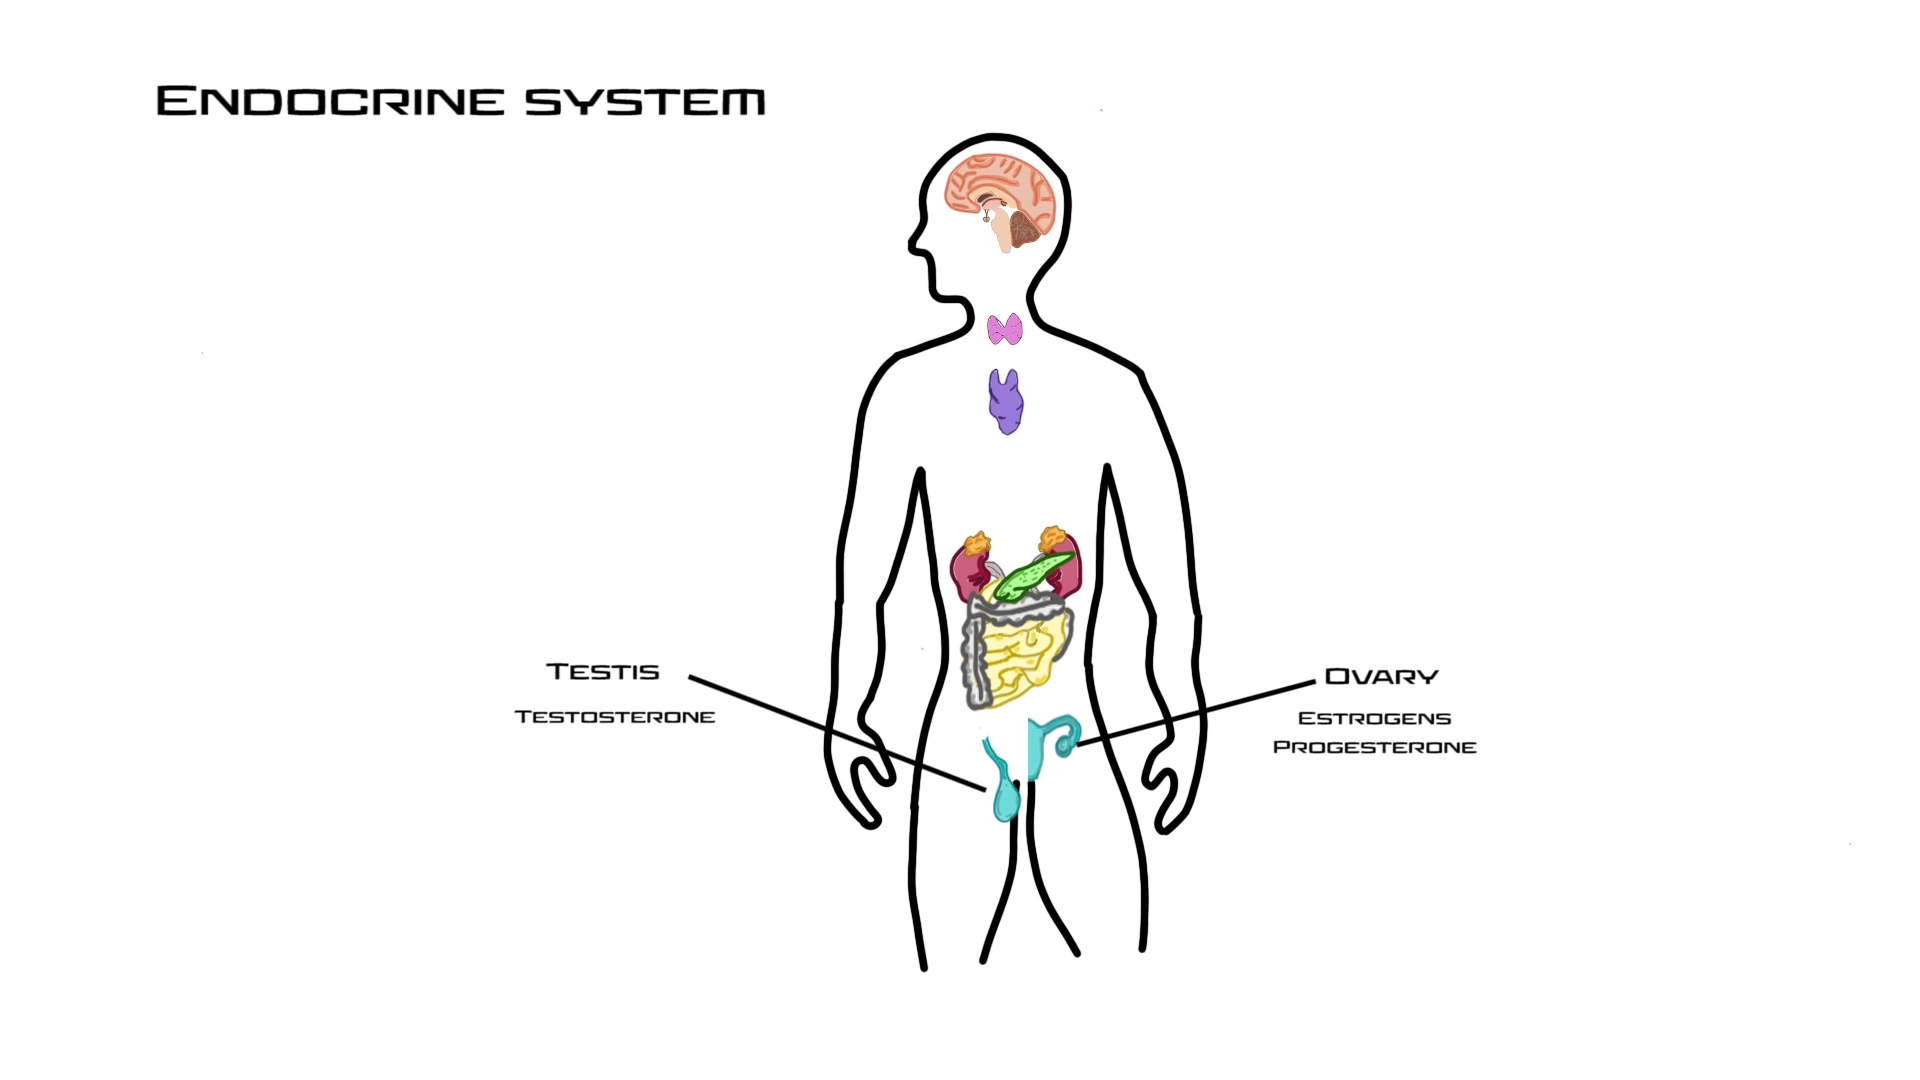 Endocrine system
Testis
Testosterone
Ovary
Estrogens
Progesterone